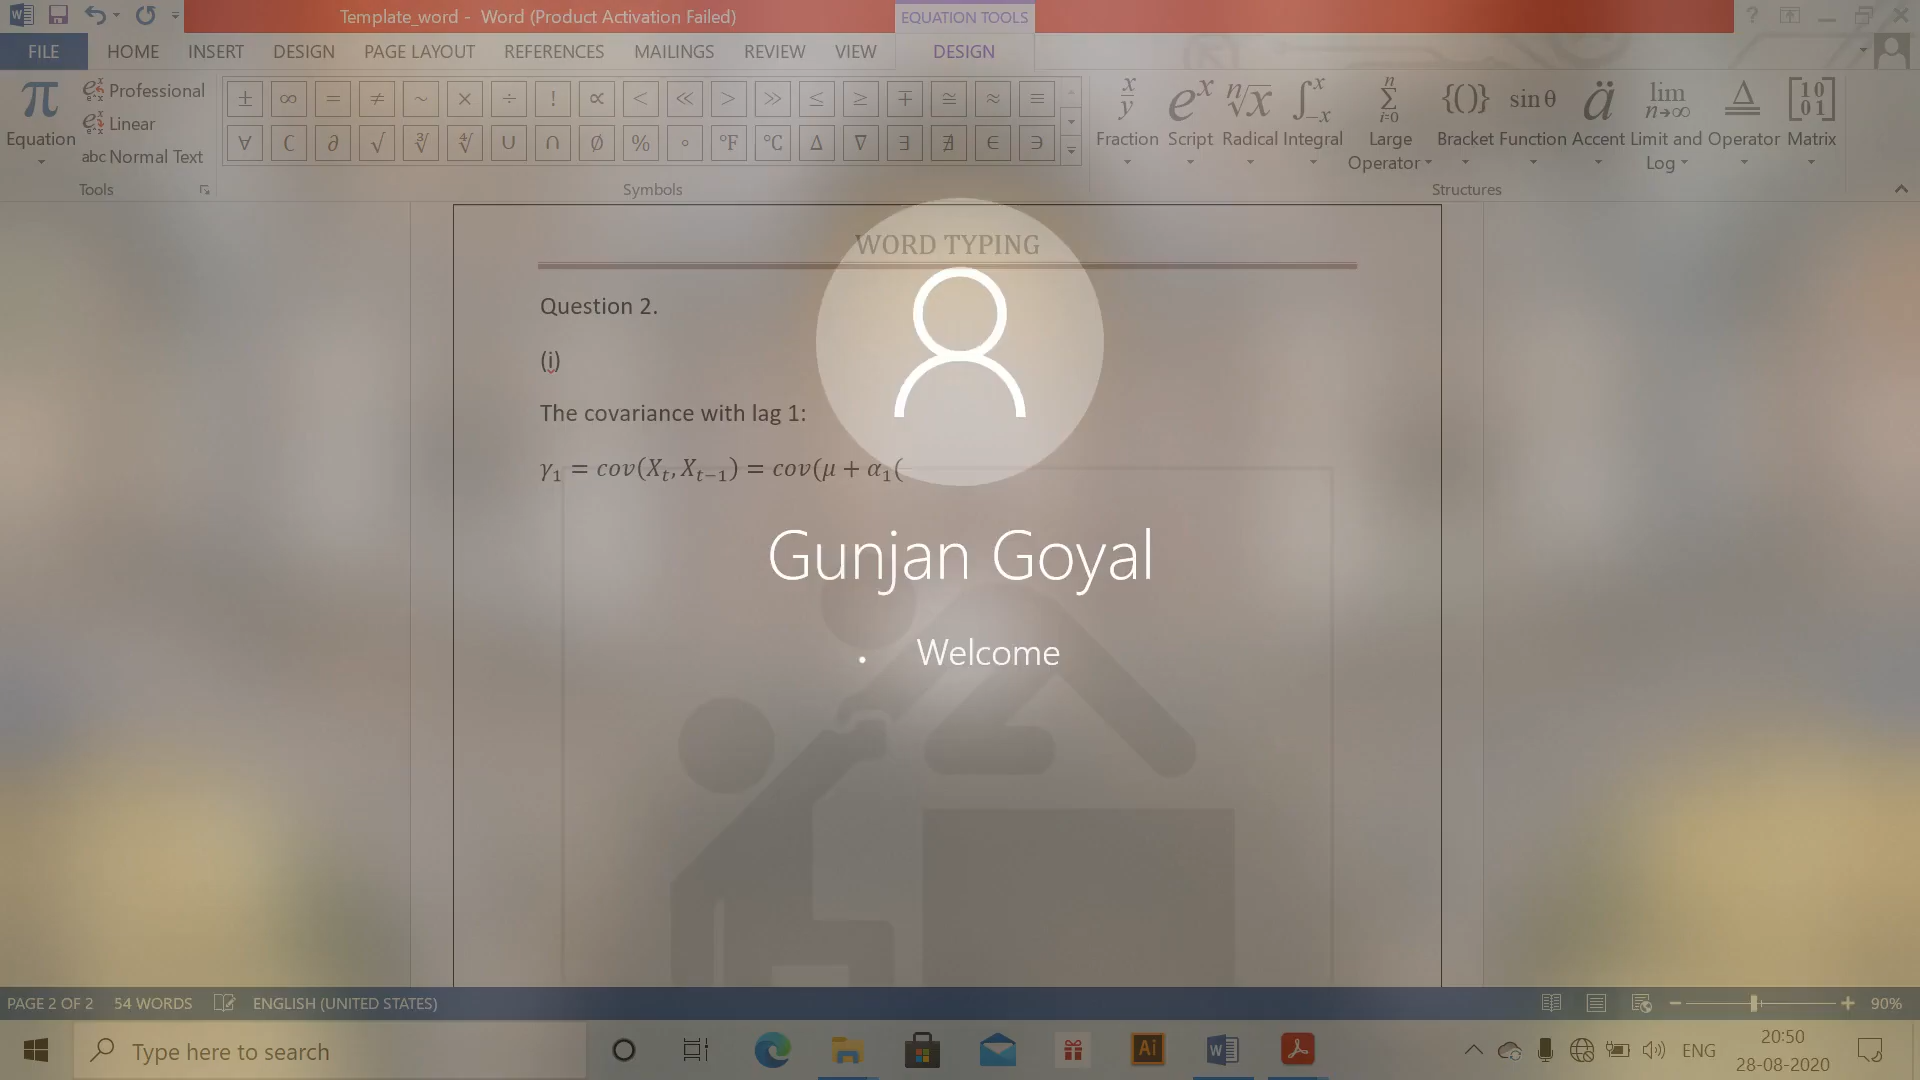 Template_word - Word (Product Activation Failed)
EQUATION TOOLS
?
FILE HOME INSERT DESIGN PAGE LAYOUT REFERENCES MAILINGS REVIEW VIEW DESIGN
π
Equation
Professional
Linear
abc Normal Text
Tools
± ∞ = ≠ ~ × ÷ ! ∝ < ≪ > ≫ ≤ ≥ ∓ ≅ ≈ ≡
∀ ∁ ∂ √ ∛ ∜ ∪ ∩ ∅ % ° °F °C ∆ ∇ ∃ ∄ ∈ ∋
Symbols
Fraction Script Radical Integral Large Operator Bracket Function Accent Limit and Log Operator Matrix
Structures
WORD TYPING
Question 2.
(i)
The covariance with lag 1:
γ₁ = cov(Xₜ, Xₜ₋₁) = cov(μ + α₁(
Gunjan Goyal
Welcome
PAGE 2 OF 2 54 WORDS ENGLISH (UNITED STATES) 90%
Type here to search
Ai
ENG
20:50
28-08-2020